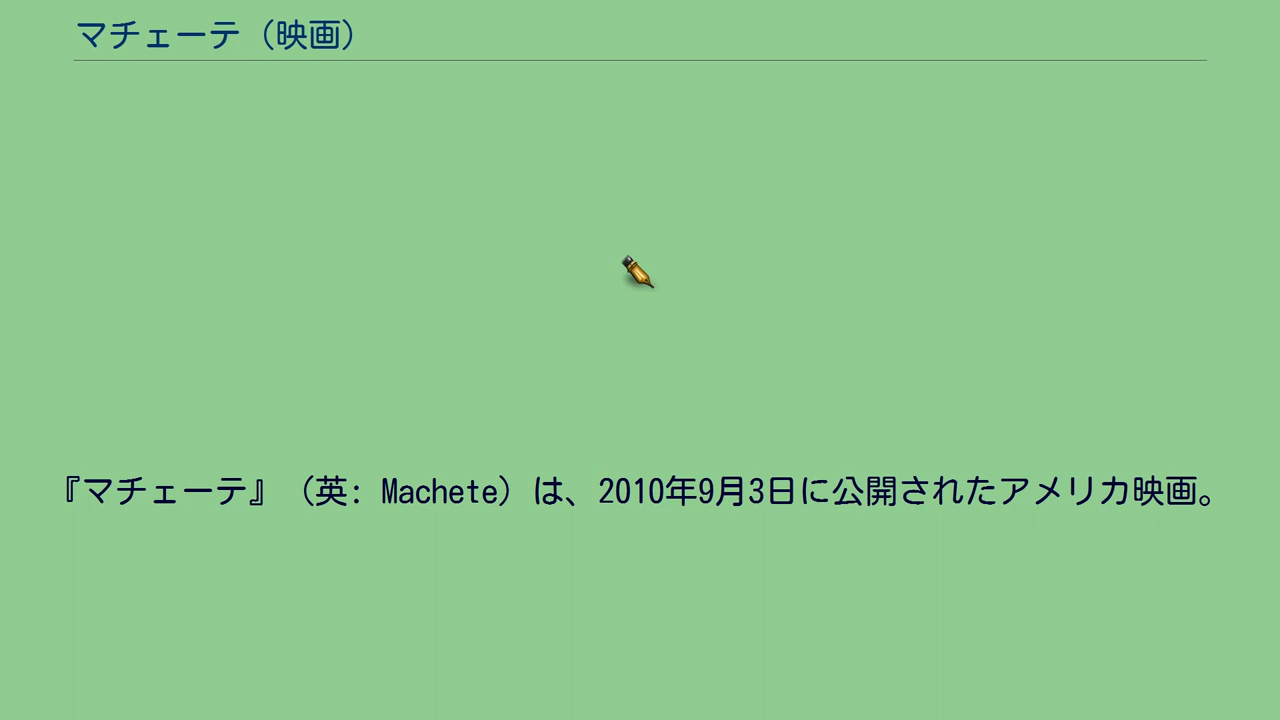 マチェーテ（映画）
『マチェーテ』（英: Machete）は、2010年9月3日に公開されたアメリカ映画。